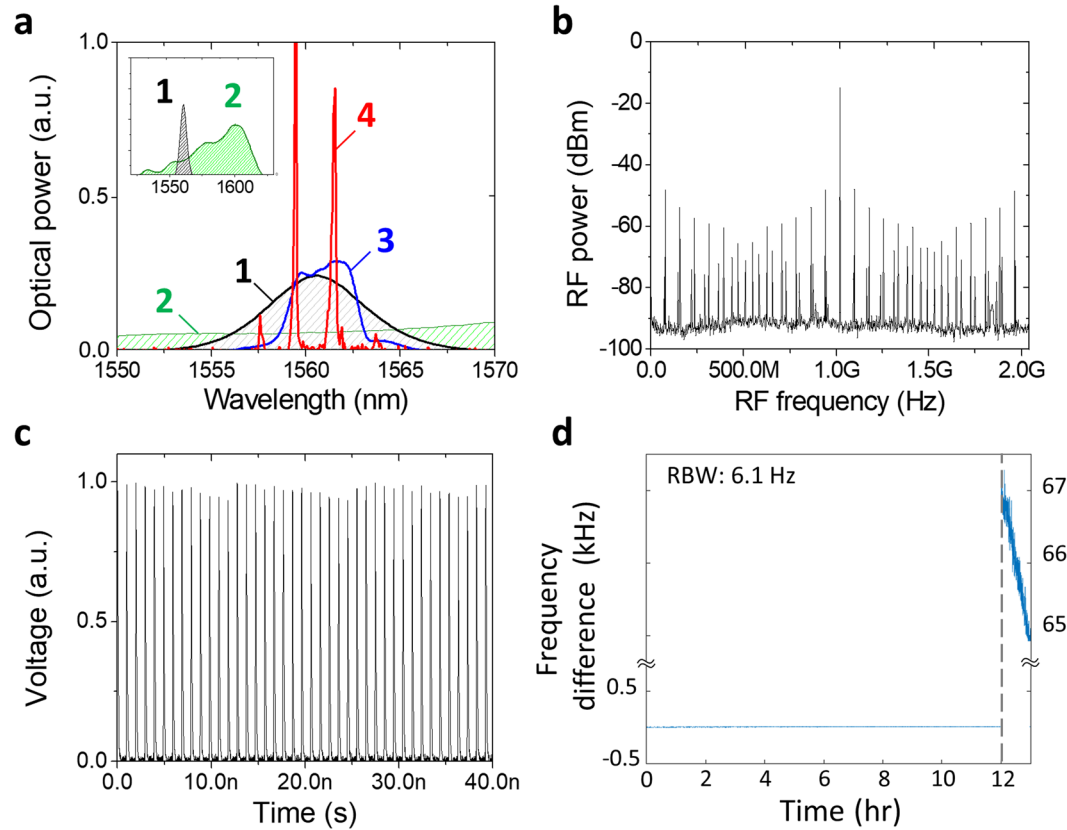 a
1.0
0.5
0.0
Optical power (a.u.)
1
2
1550
1600
4
3
1
2
1550
1555
1560
1565
1570
Wavelength (nm)
b
0
-20
-40
-60
-80
-100
RF power (dBm)
0.0
500.0M
1.0G
1.5G
2.0G
RF frequency (Hz)
c
1.0
0.5
0.0
Voltage (a.u.)
0.0
10.0n
20.0n
30.0n
40.0n
Time (s)
d
RBW: 6.1 Hz
67
66
65
Frequency
difference (kHz)
≈
≈
0.5
-0.5
0
2
4
6
8
10
12
Time (hr)